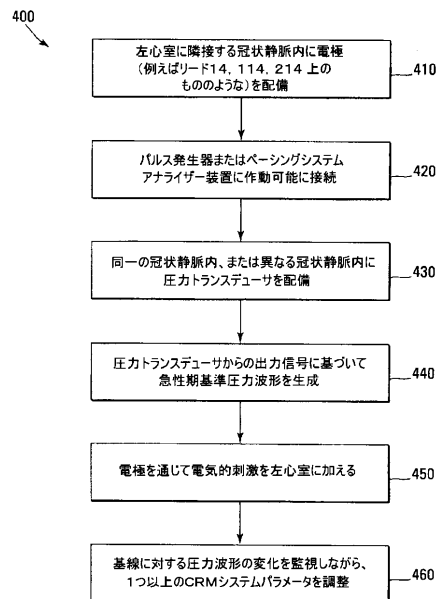 400
左心室に隣接する冠状静脈内に電極
(例えばリード14, 114, 214 上の
もののような)を配備
410
パルス発生器またはペーシングシステム
アナライザー装置に作動可能に接続
420
同一の冠状静脈内、または異なる冠状静脈内に
圧力トランスデューサを配備
430
圧力トランスデューサからの出力信号に基づいて
急性期基準圧力波形を生成
440
電極を通じて電気的刺激を左心室に加える
450
基線に対する圧力波形の変化を監視しながら、
1つ以上のCRMシステムパラメータを調整
460